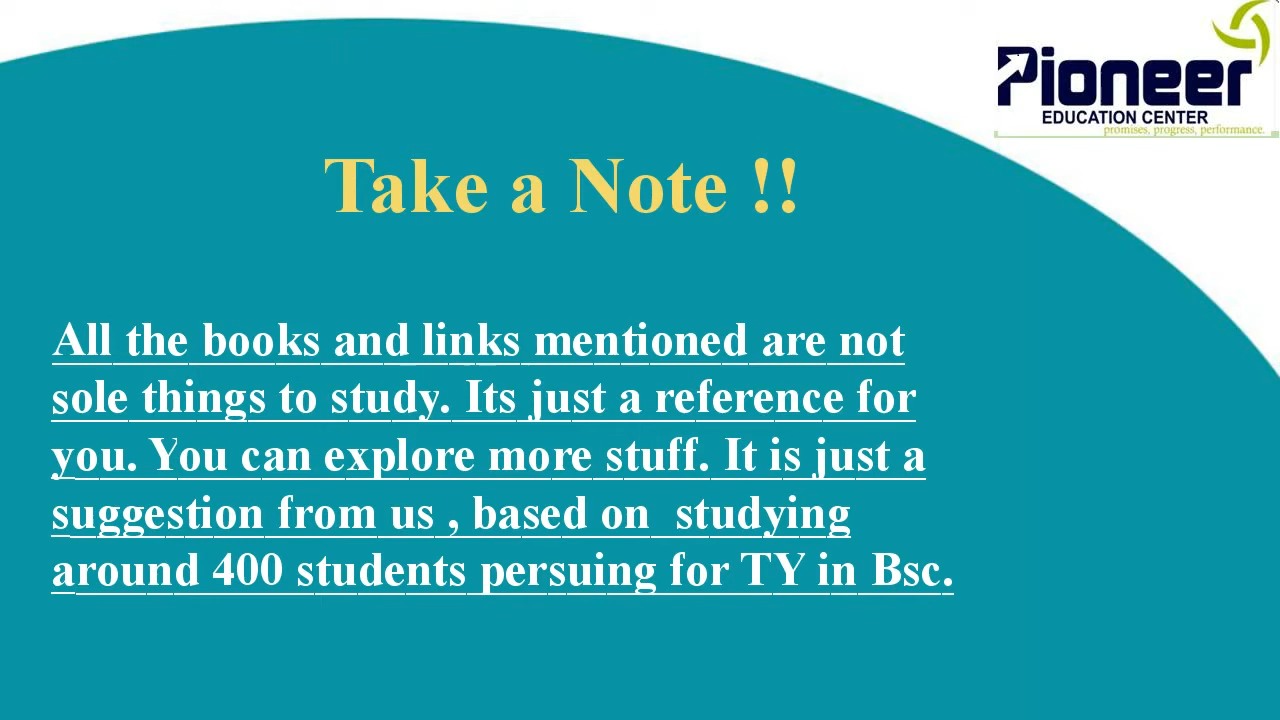 Pioneer
EDUCATION CENTER
promises, progress, performance.
Take a Note !!
All the books and links mentioned are not
sole things to study. Its just a reference for
you. You can explore more stuff. It is just a
suggestion from us , based on  studying
around 400 students persuing for TY in Bsc.